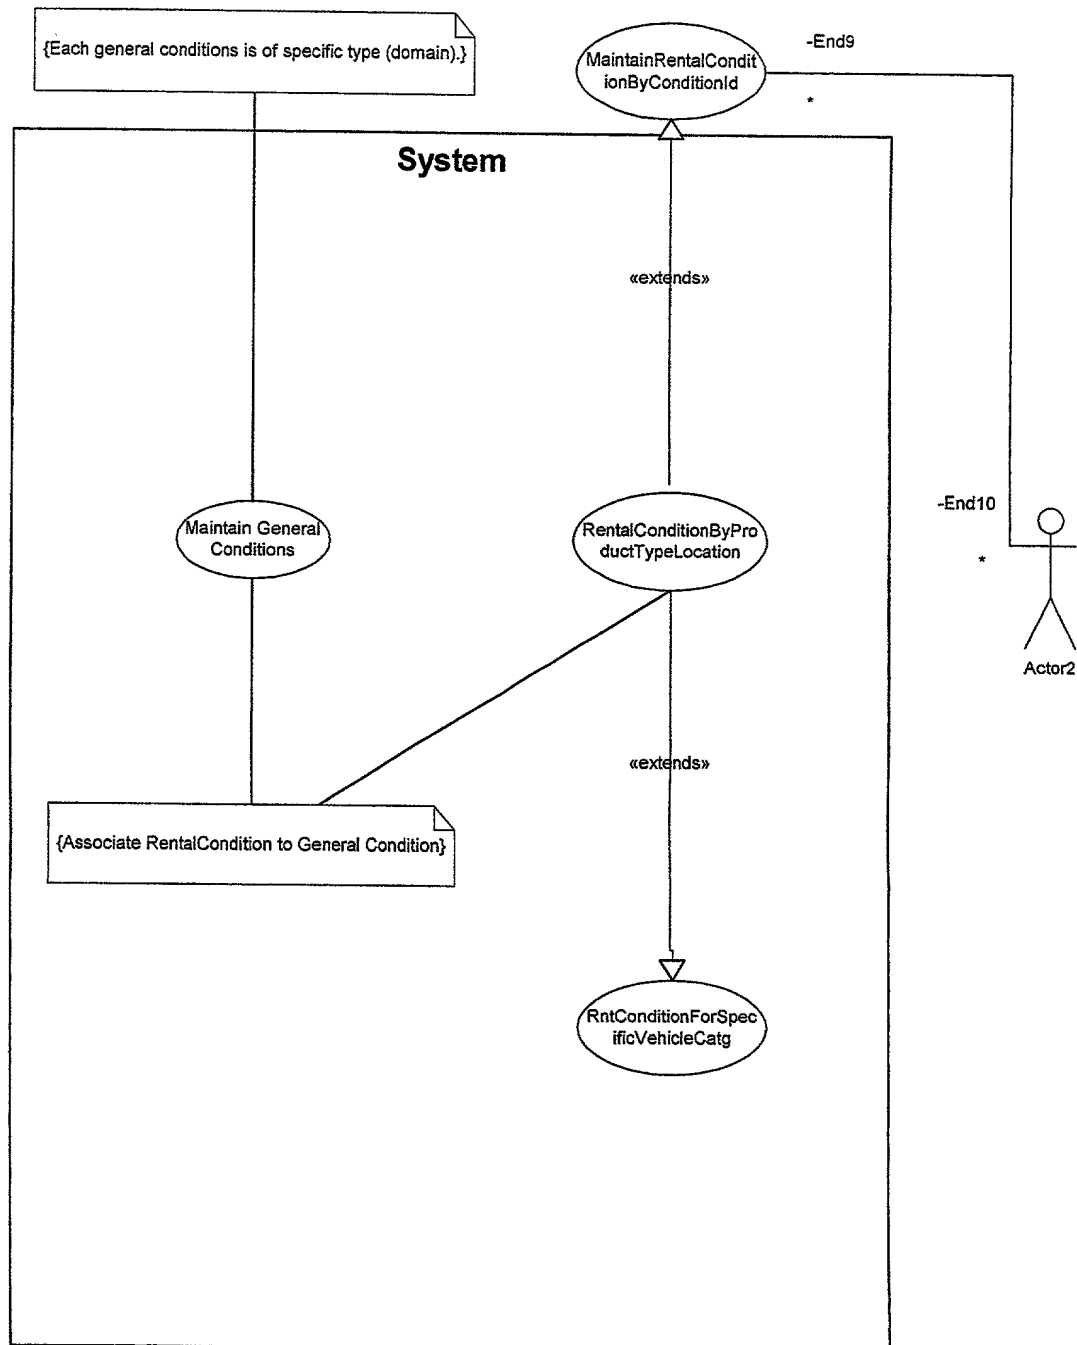 {Each general conditions is of specific type (domain).}
MaintainRentalCondit
ionByConditionId
-End9
*
System
«extends»
Maintain General
Conditions
RentalConditionByPro
ductTypeLocation
-End10
*
Actor2
«extends»
{Associate RentalCondition to General Condition}
RntConditionForSpec
ificVehicleCatg